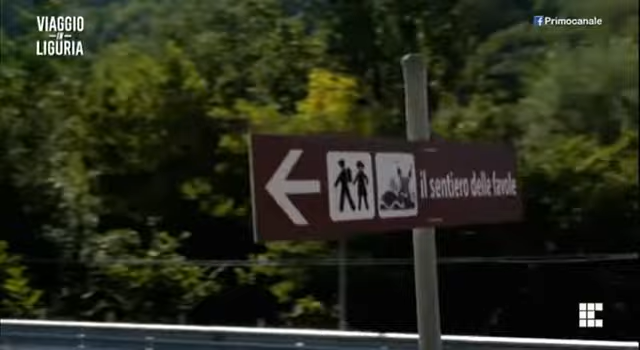 VIAGGIO
IN
LIGURIA
Primocanale
il sentiero delle favole